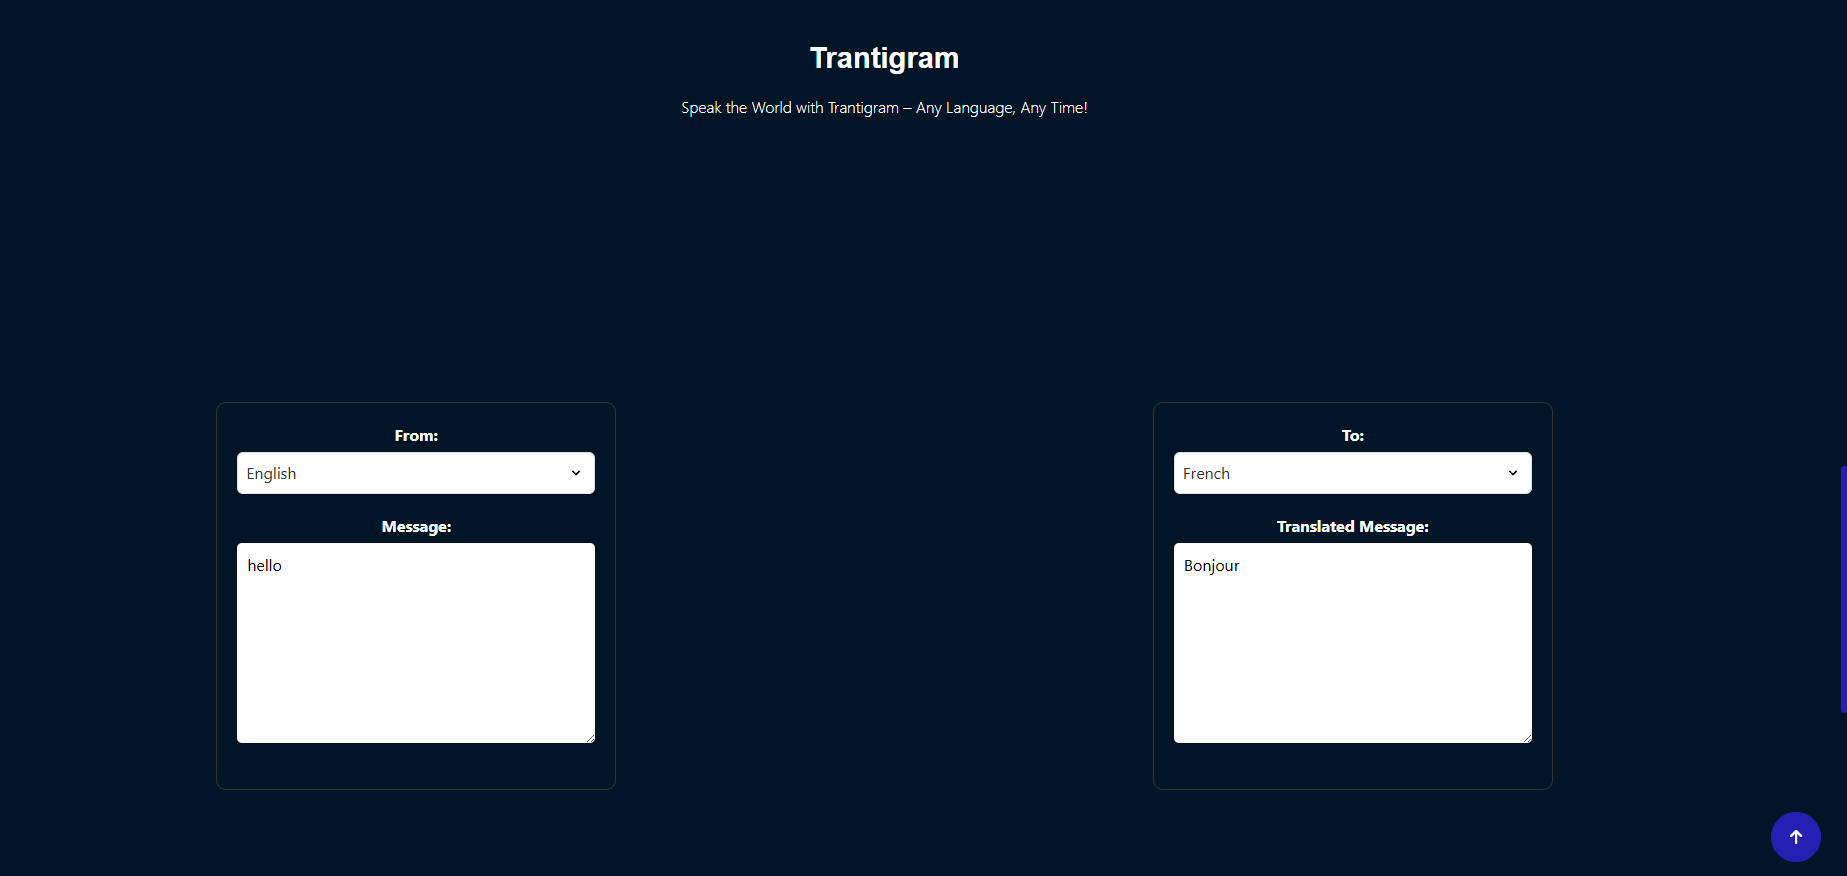 Trantigram
Speak the World with Trantigram – Any Language, Any Time!
From:
English
Message:
hello
To:
French
Translated Message:
Bonjour